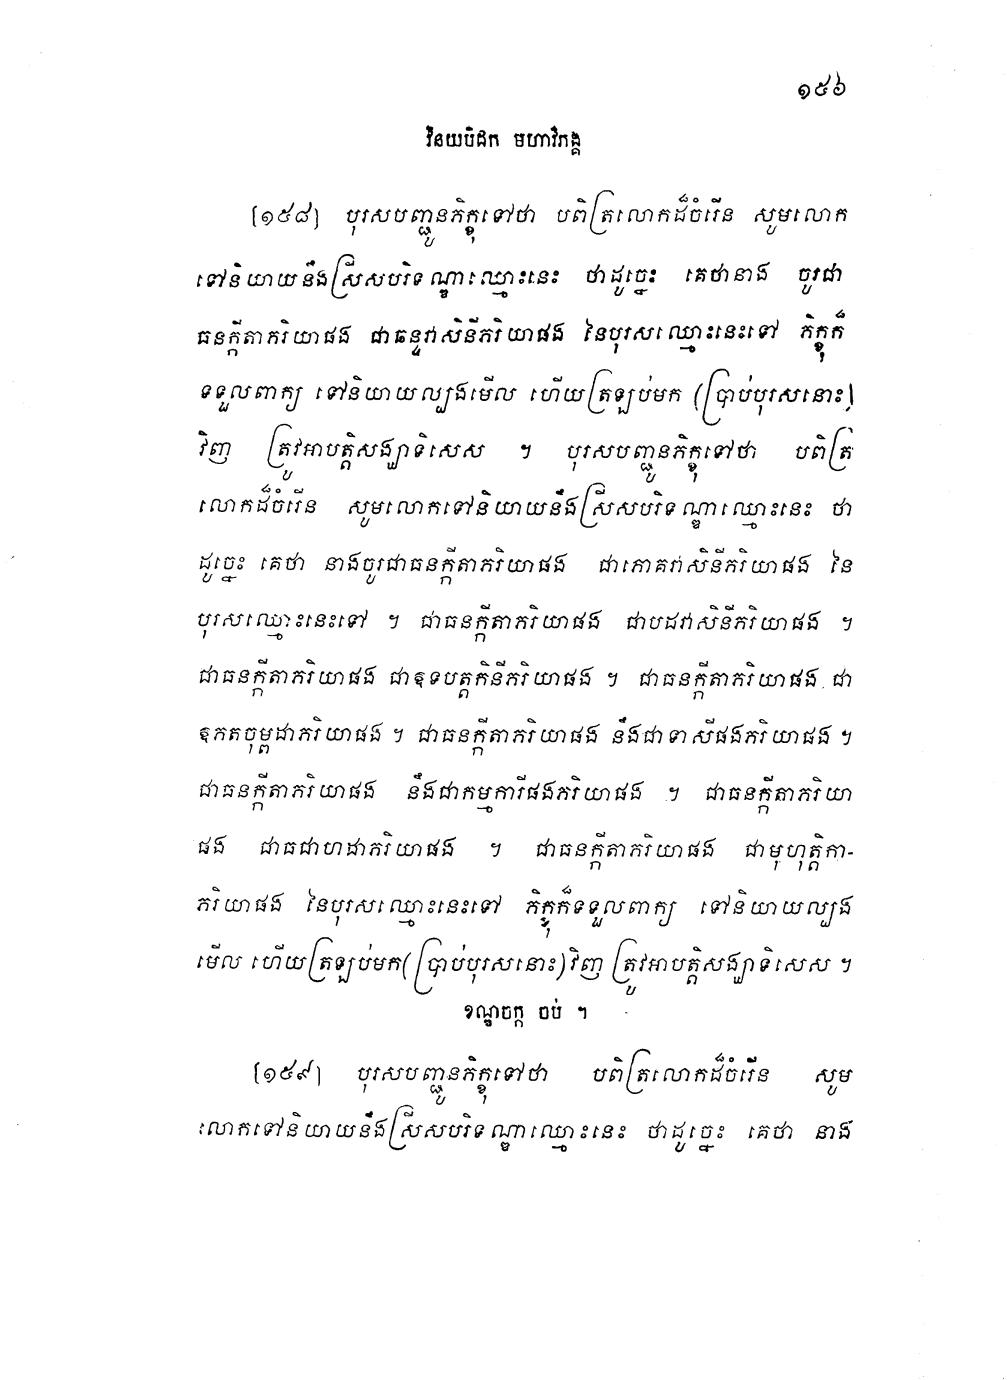 ១៥៦
វិនយបិដក មហាវិភង្គ
[១៥៨] បុរសបញ្ជូនភិក្ខុទៅថា បពិត្រលោកដ៏ចំរើន សូមលោក
ទៅនិយាយនឹងស្រីសបរិទណ្ឌាឈ្មោះនេះ ថាដូច្នេះ គេថានាង ចូរជា
ធនក្កីតាភរិយាផង ជាឆន្ទវាសិនីភរិយាផង នៃបុរសឈ្មោះនេះទៅ ភិក្ខុក៏
ទទួលពាក្យ ទៅនិយាយល្បងមើល ហើយត្រឡប់មក (ប្រាប់បុរសនោះ)
វិញ ត្រូវអាបត្តិសង្ឃាទិសេស ។ បុរសបញ្ជូនភិក្ខុទៅថា បពិត្រ
លោកដ៏ចំរើន សូមលោកទៅនិយាយនឹងស្រីសបរិទណ្ឌាឈ្មោះនេះ ថា
ដូច្នេះ គេថា នាងចូរជាធនក្កីតាភរិយាផង ជាភោគវាសិនីភរិយាផង នៃ
បុរសឈ្មោះនេះទៅ ។ ជាធនក្កីតាភរិយាផង ជាបដវាសិនីភរិយាផង ។
ជាធនក្កីតាភរិយាផង ជាឧទបត្តកិនីភរិយាផង ។ ជាធនក្កីតាភរិយាផង ជា
ឧភតចុម្ពដាភរិយាផង ។ ជាធនក្កីតាភរិយាផង នឹងជាទាសីផងភរិយាផង ។
ជាធនក្កីតាភរិយាផង នឹងជាកម្មការីផងភរិយាផង ។ ជាធនក្កីតាភរិយា
ផង ជាធជាហដាភរិយាផង ។ ជាធនក្កីតាភរិយាផង ជាមុហុត្តិកា-
ភរិយាផង នៃបុរសឈ្មោះនេះទៅ ភិក្ខុក៏ទទួលពាក្យ ទៅនិយាយល្បង
មើល ហើយត្រឡប់មក(ប្រាប់បុរសនោះ)វិញ ត្រូវអាបត្តិសង្ឃាទិសេស ។
ខណ្ឌចក្ក ចប់ ។
[១៥៩] បុរសបញ្ជូនភិក្ខុទៅថា បពិត្រលោកដ៏ចំរើន សូម
លោកទៅនិយាយនឹងស្រីសបរិទណ្ឌាឈ្មោះនេះ ថាដូច្នេះ គេថា នាង